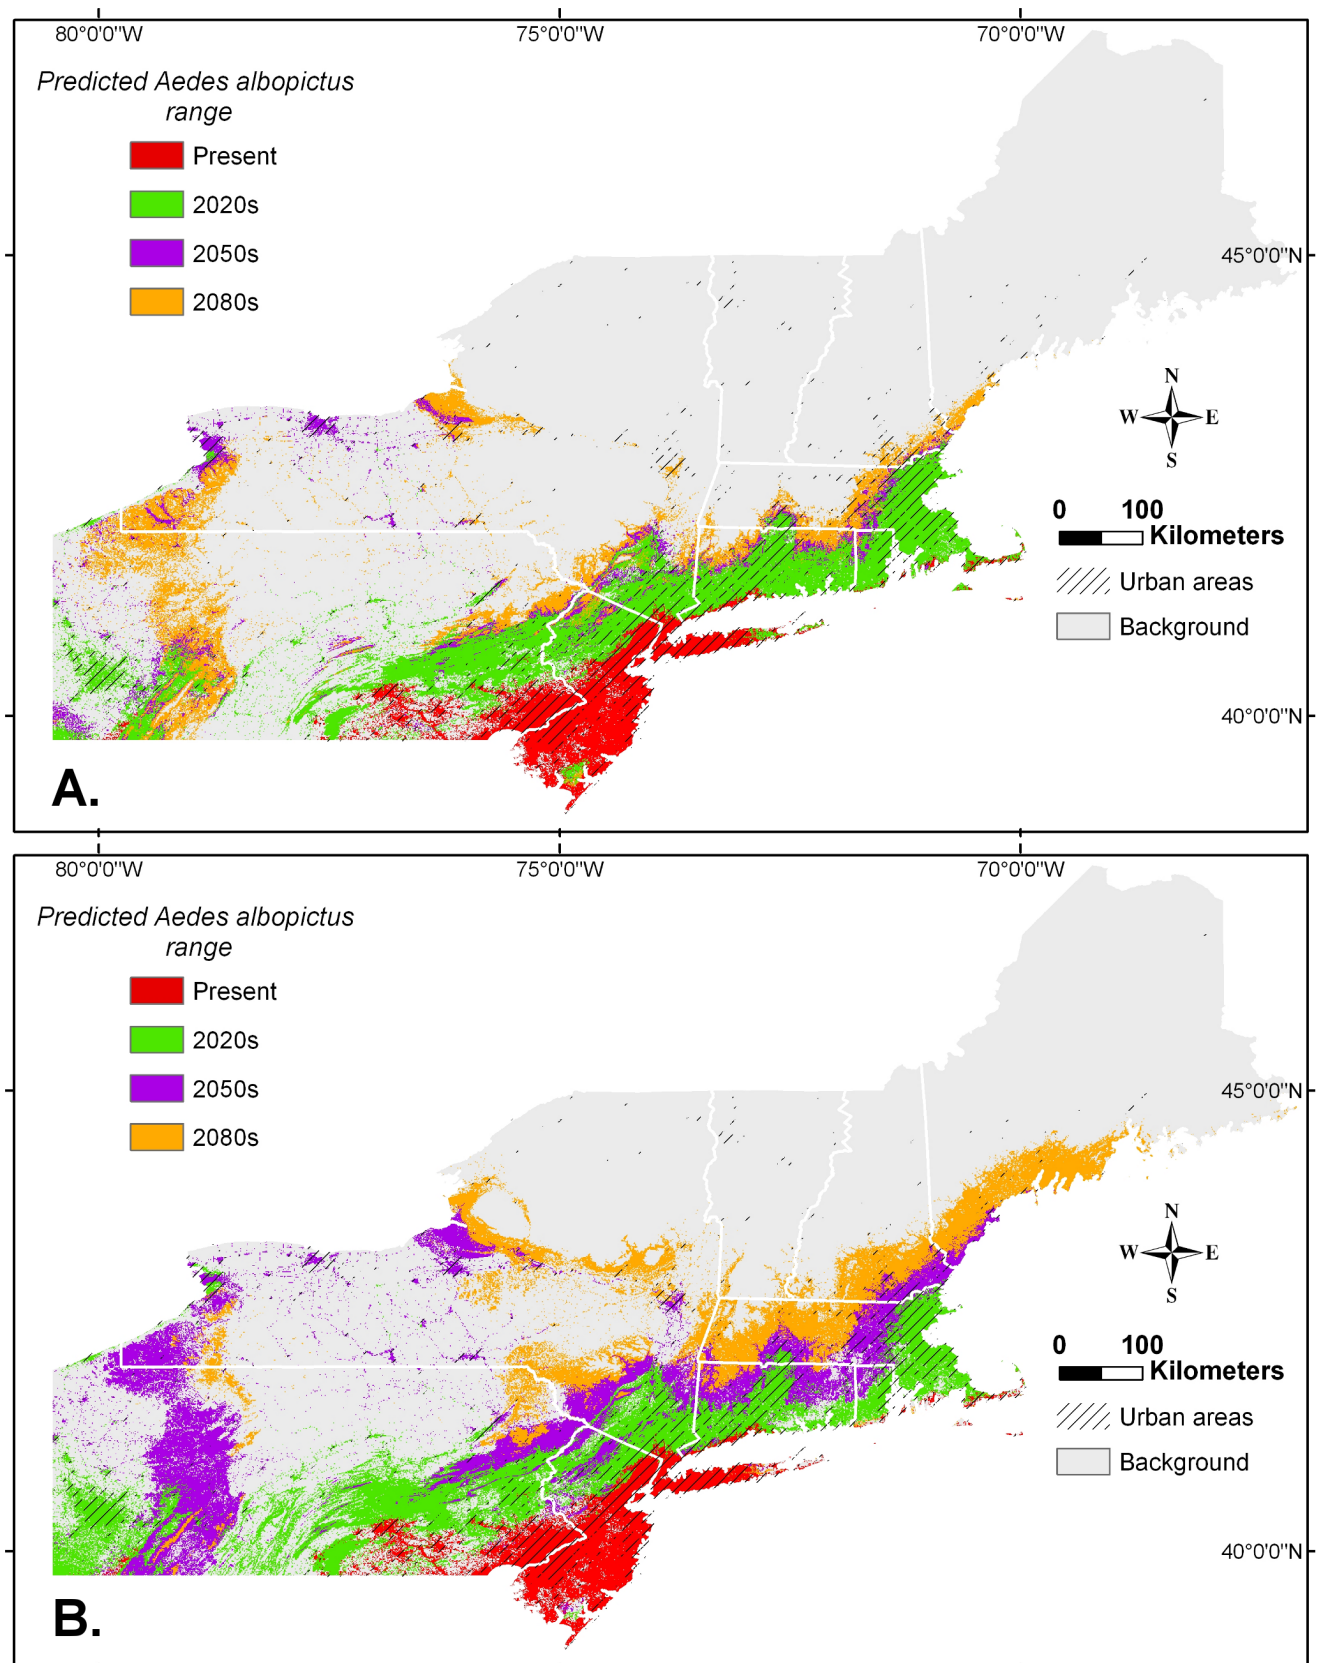 80°0'0"W 75°0'0"W 70°0'0"W
Predicted Aedes albopictus
range
Present
2020s
2050s
2080s
45°0'0"N
N
W E
S
0 100
Kilometers
Urban areas
Background
40°0'0"N
A.
80°0'0"W 75°0'0"W 70°0'0"W
Predicted Aedes albopictus
range
Present
2020s
2050s
2080s
45°0'0"N
N
W E
S
0 100
Kilometers
Urban areas
Background
40°0'0"N
B.